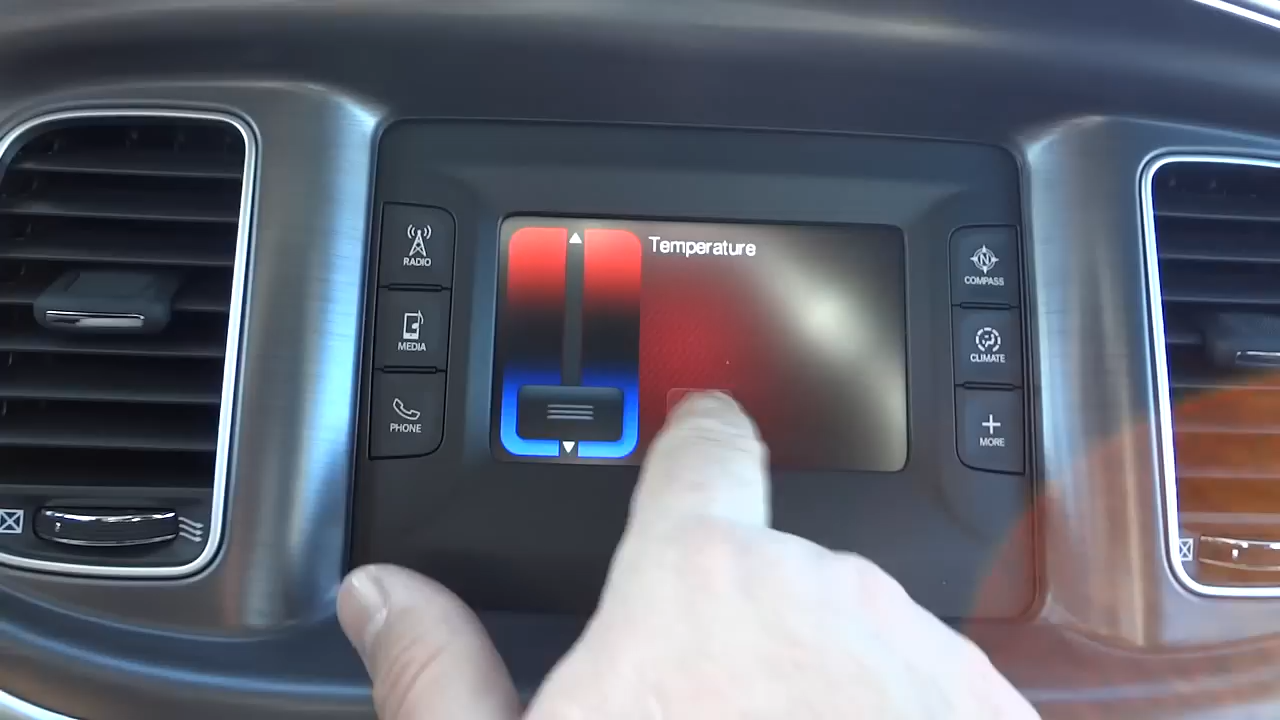 RADIO
MEDIA
PHONE
Temperature
N
COMPASS
CLIMATE
MORE